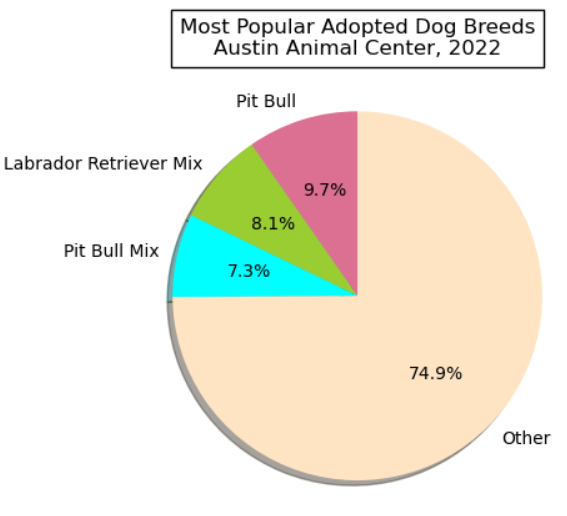 Most Popular Adopted Dog Breeds
Austin Animal Center, 2022
Pit Bull
Labrador Retriever Mix
9.7%
8.1%
Pit Bull Mix
7.3%
74.9%
Other